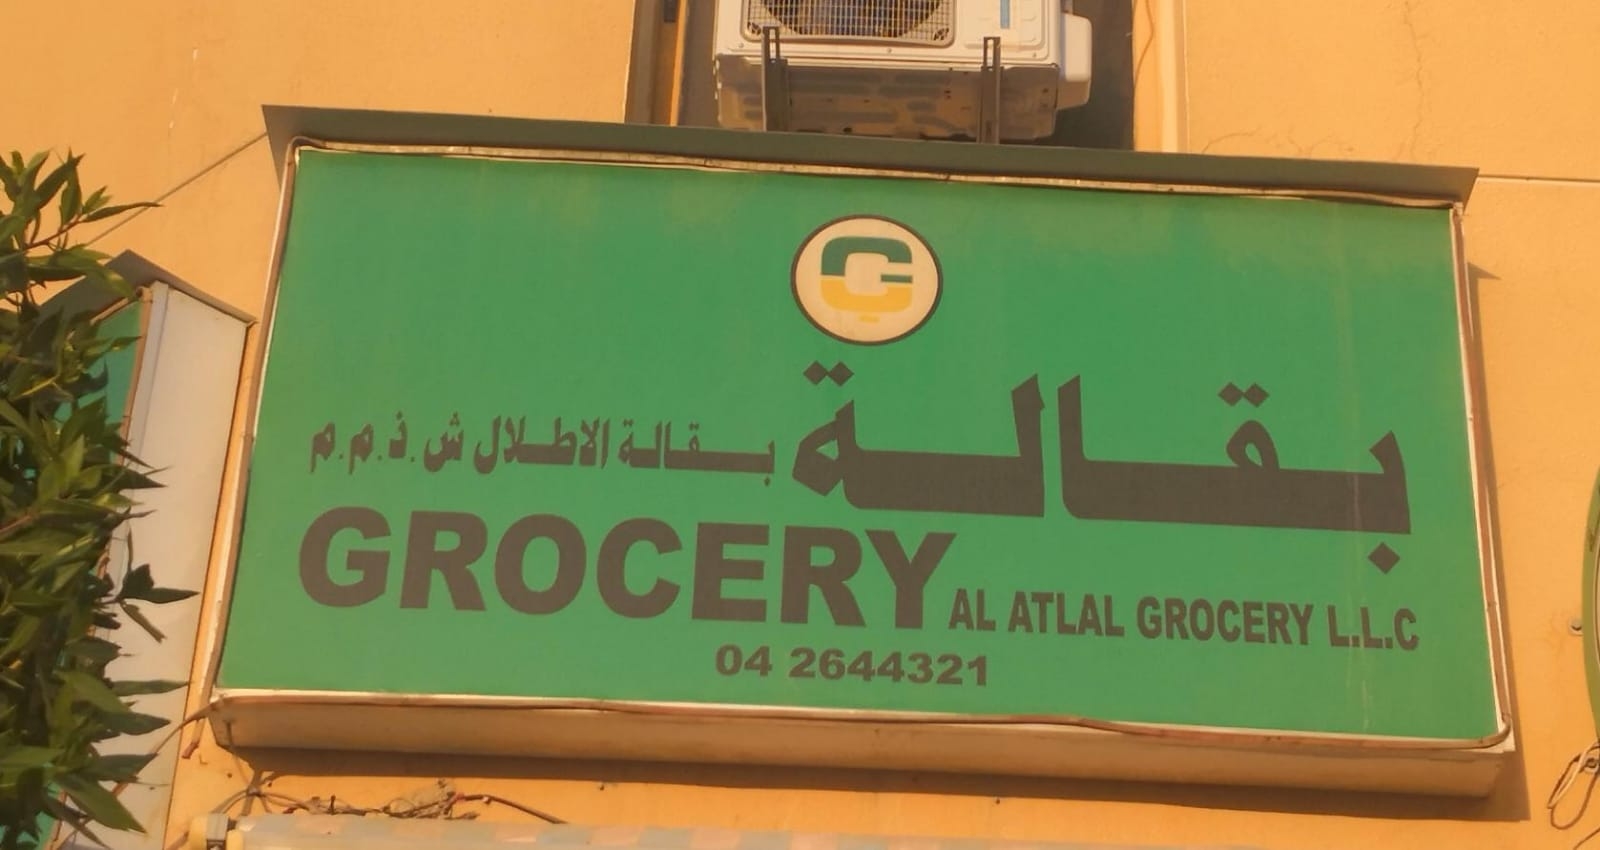 بقالة بقالة الاطلال ش.ذ.م.م
GROCERY AL ATLAL GROCERY L.L.C
04 2644321